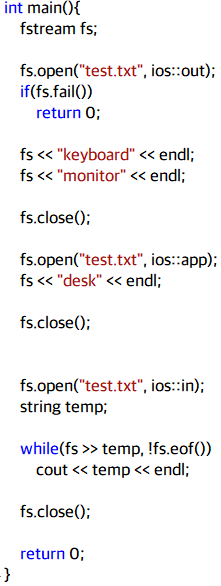 int main(){
fstream fs;
fs.open("test.txt", ios::out);
if(fs.fail())
return 0;
fs << "keyboard" << endl;
fs << "monitor" << endl;
fs.close();
fs.open("test.txt", ios::app);
fs << "desk" << endl;
fs.close();
fs.open("test.txt", ios::in);
string temp;
while(fs >> temp, !fs.eof())
cout << temp << endl;
fs.close();
return 0;
}